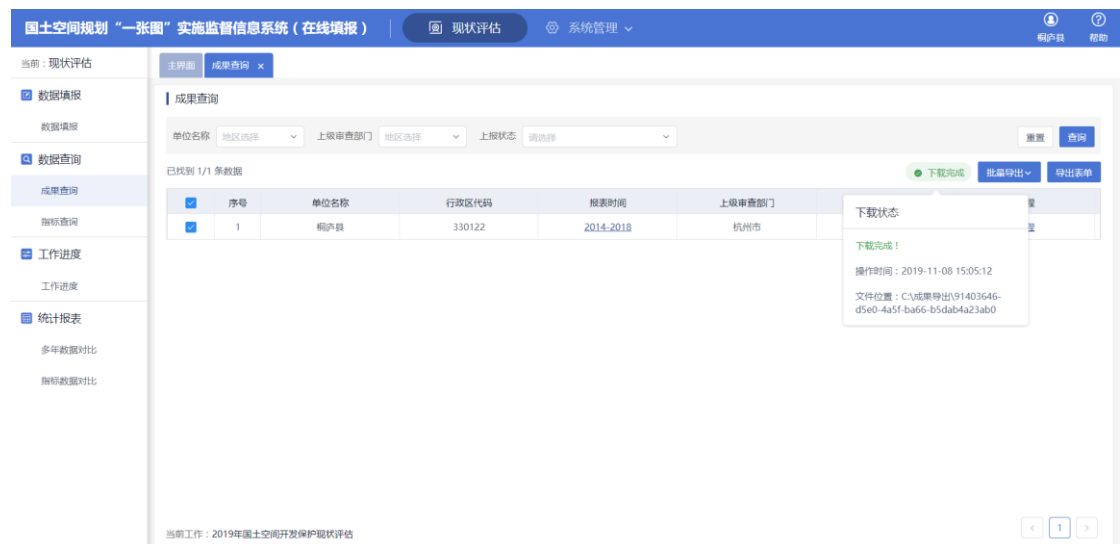 国土空间规划“一张图”实施监督信息系统(在线填报)
现状评估
系统管理
桐庐县
帮助
当前:现状评估
主界面
成果查询 ×
数据填报
数据填报
数据查询
成果查询
指标查询
工作进度
工作进度
统计报表
多年数据对比
指标数据对比
成果查询
单位名称 地区选择 上级审查部门 地区选择 上报状态 请选择 重置 查询
已找到 1/1 条数据 下载完成 批量导出 导出表单
序号 单位名称 行政区代码 报表时间 上级审查部门
1 桐庐县 330122 2014-2018 杭州市
下载状态
下载完成!
操作时间:2019-11-08 15:05:12
文件位置:C:\成果导出\91403646-
d5e0-4a5f-ba66-b5dab4a23ab0
当前工作:2019年国土空间开发保护现状评估
< 1 >